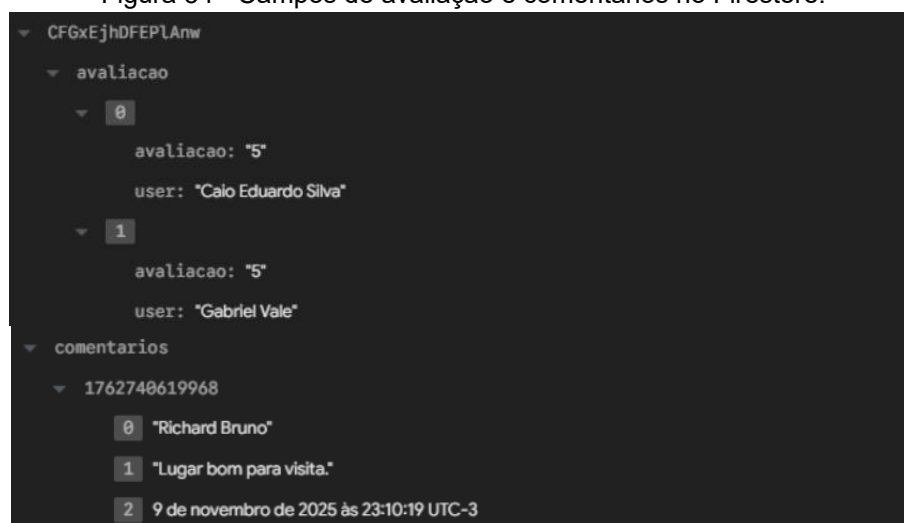 Figura 34 - Campos de avaliação e comentários no Firestore.
CFGxEjhDFEPlAnw
avaliacao
0
avaliacao: "5"
user: "Caio Eduardo Silva"
1
avaliacao: "5"
user: "Gabriel Vale"
comentarios
1762740619968
0 "Richard Bruno"
1 "Lugar bom para visita."
2 9 de novembro de 2025 às 23:10:19 UTC-3